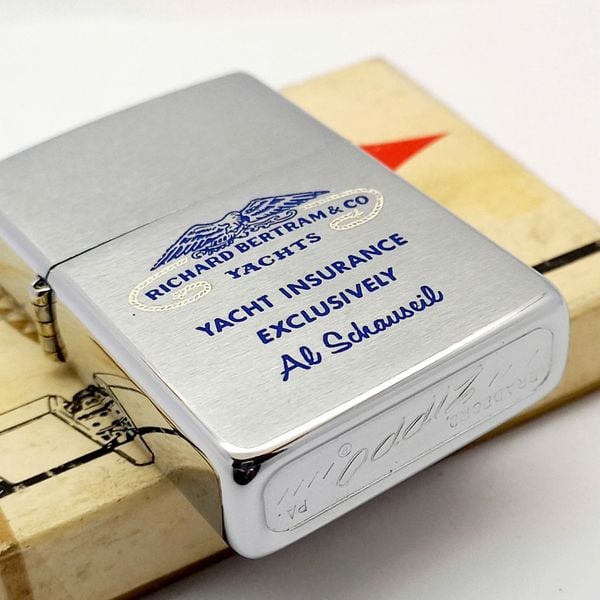 RICHARD BERTRAM & CO
YACHTS
YACHT INSURANCE
EXCLUSIVELY
Al Schauseil
BRADFORD.
Zippo
PA.